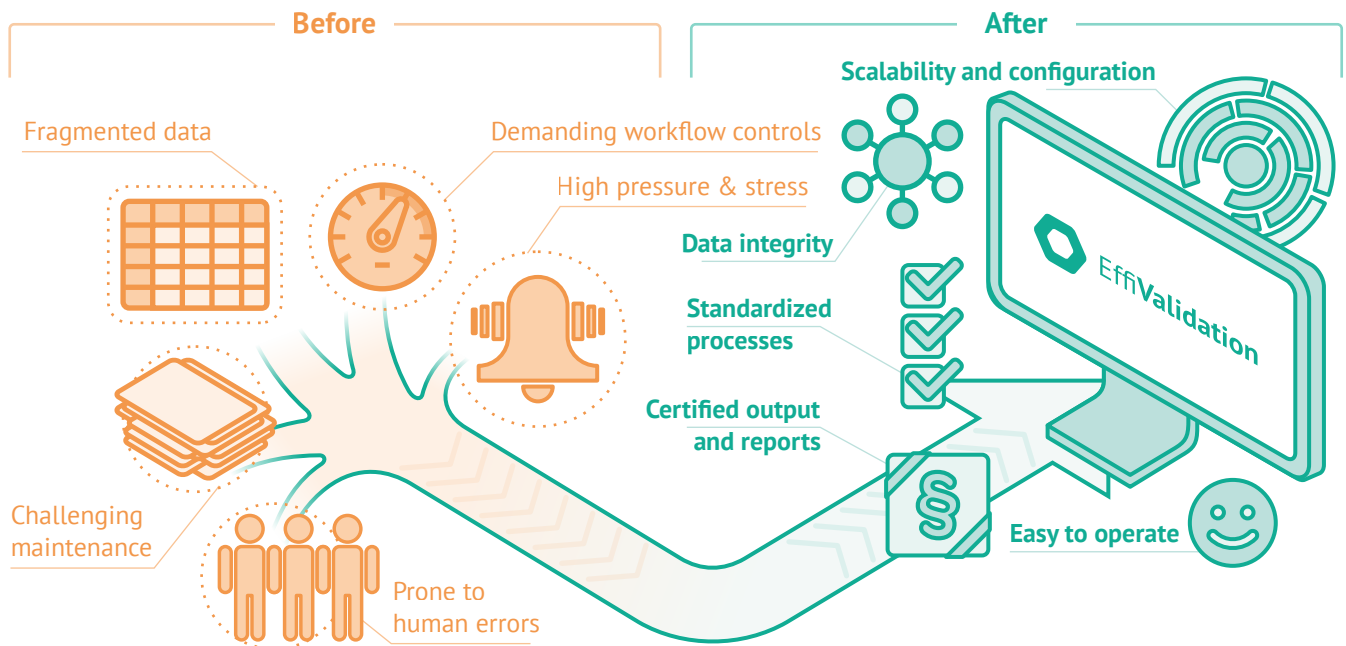 Before
After
Scalability and configuration
Fragmented data
Demanding workflow controls
High pressure & stress
Data integrity
EffiValidation
Standardized
processes
Certified output
and reports
§
Challenging
maintenance
Easy to operate
Prone to
human errors